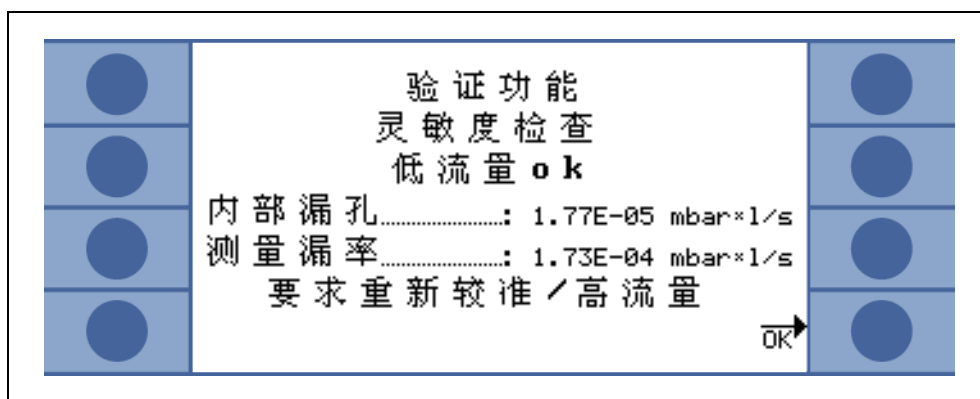 验证功能
灵敏度检查
低流量ok
内部漏孔....................: 1.77E-05 mbar×l/s
测量漏率....................: 1.73E-04 mbar×l/s
要求重新较准/高流量
OK